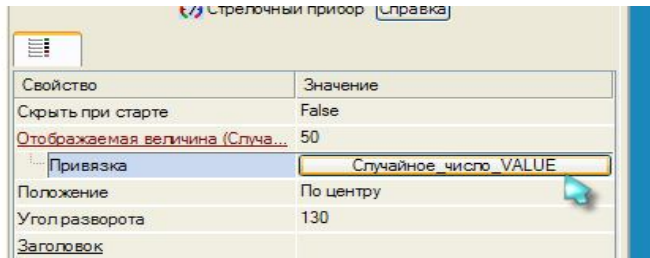 Стрелочный прибор Справка
Свойство Значение
Скрыть при старте False
Отображаемая величина (Случа... 50
Привязка Случайное_число_VALUE
Положение По центру
Угол разворота 130
Заголовок